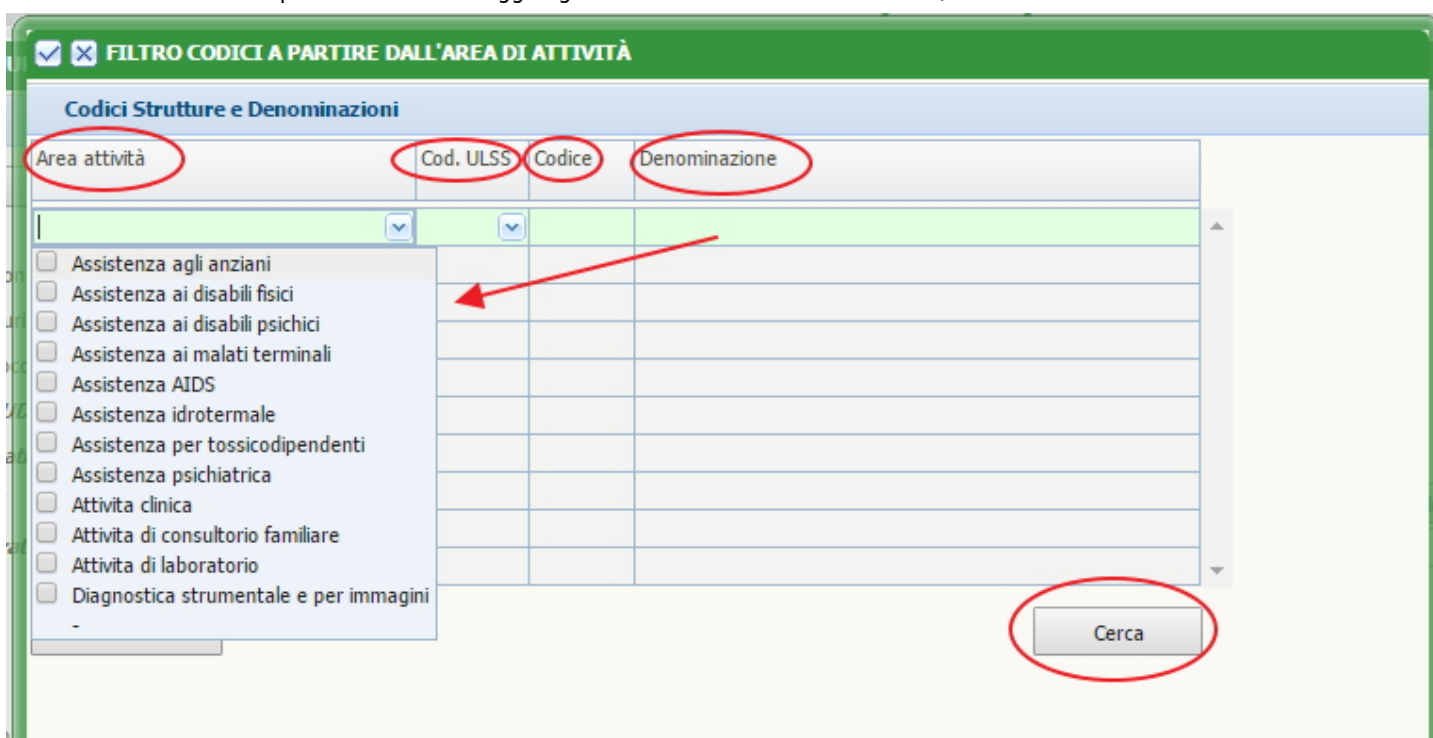 FILTRO CODICI A PARTIRE DALL'AREA DI ATTIVITÀ
Codici Strutture e Denominazioni
Area attività Cod. ULSS Codice Denominazione
Assistenza agli anziani
Assistenza ai disabili fisici
Assistenza ai disabili psichici
Assistenza ai malati terminali
Assistenza AIDS
Assistenza idrotermale
Assistenza per tossicodipendenti
Assistenza psichiatrica
Attivita clinica
Attivita di consultorio familiare
Attivita di laboratorio
Diagnostica strumentale e per immagini
-
Cerca